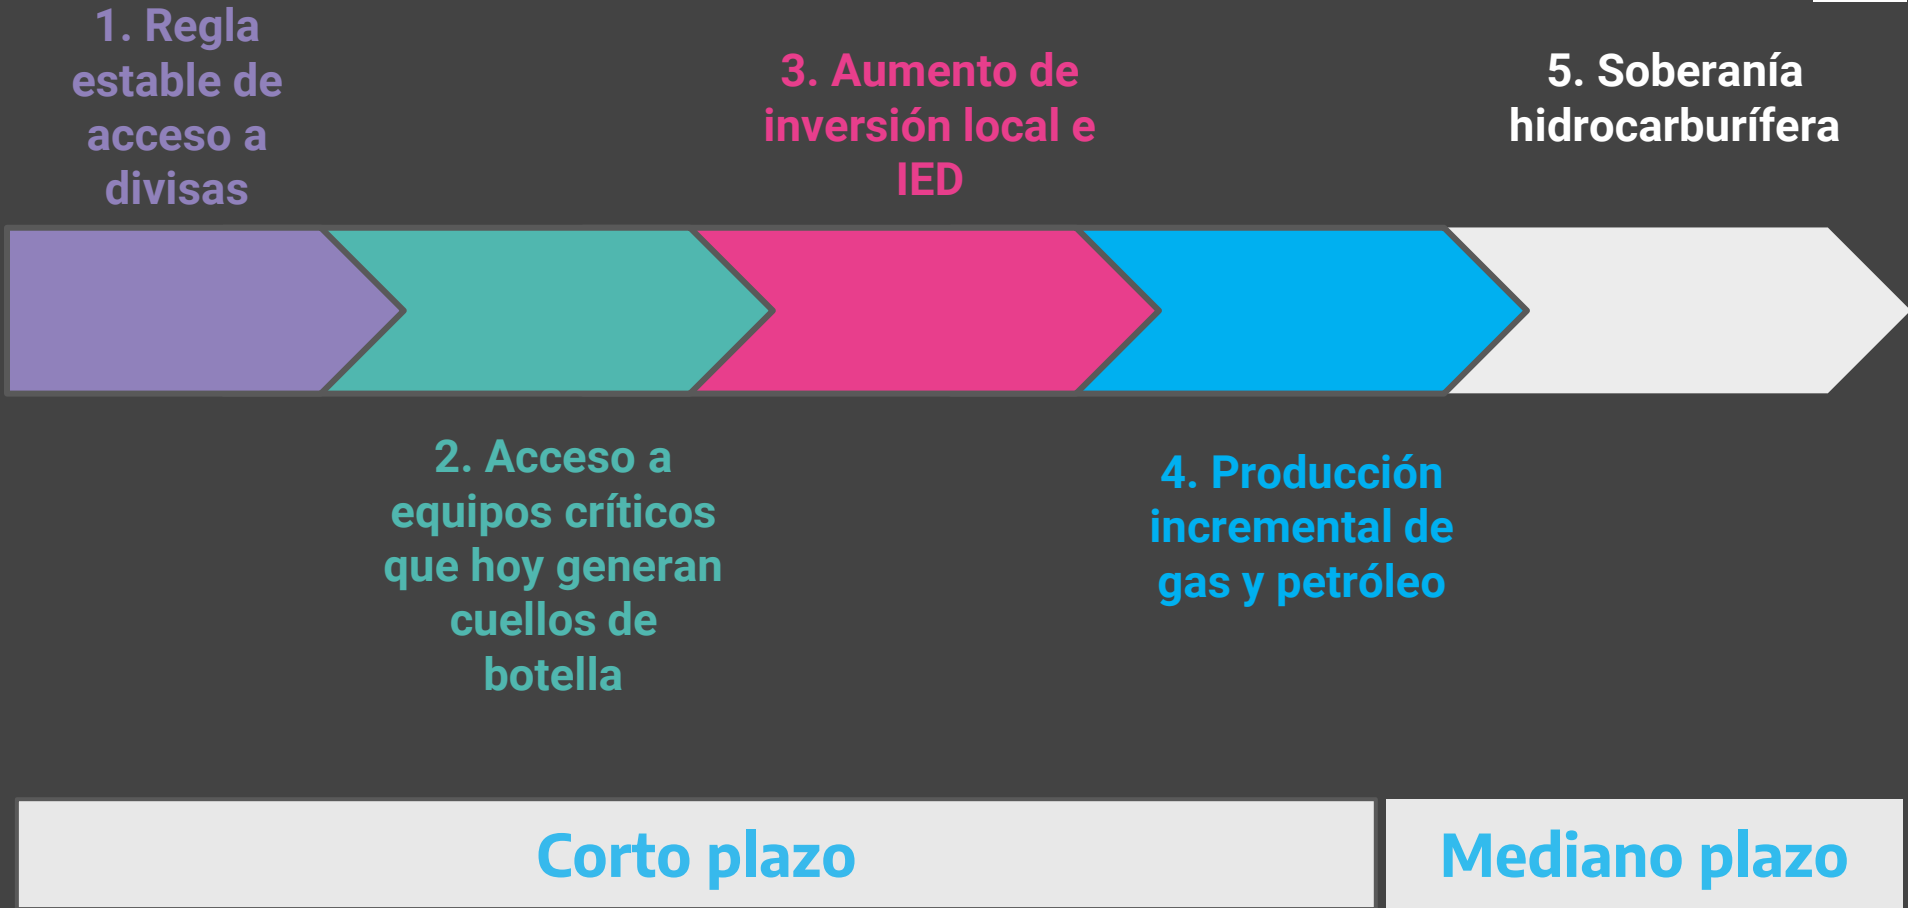 1. Regla
estable de
acceso a
divisas
2. Acceso a
equipos críticos
que hoy generan
cuellos de
botella
3. Aumento de
inversión local e
IED
4. Producción
incremental de
gas y petróleo
5. Soberanía
hidrocarburífera
Corto plazo
Mediano plazo